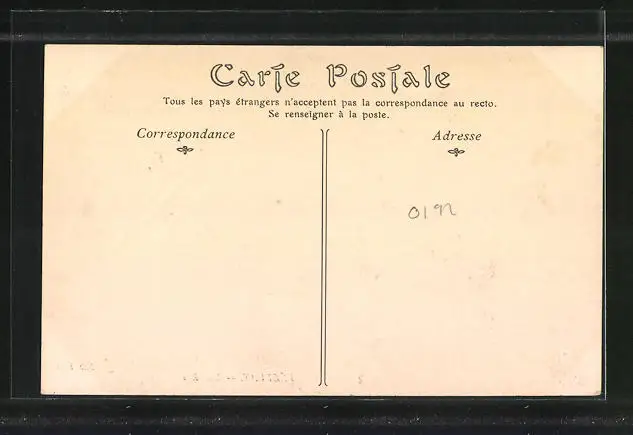 Carte Postale
Tous les pays étrangers n'acceptent pas la correspondance au recto.
Se renseigner à la poste.
Correspondance
Adresse
0192